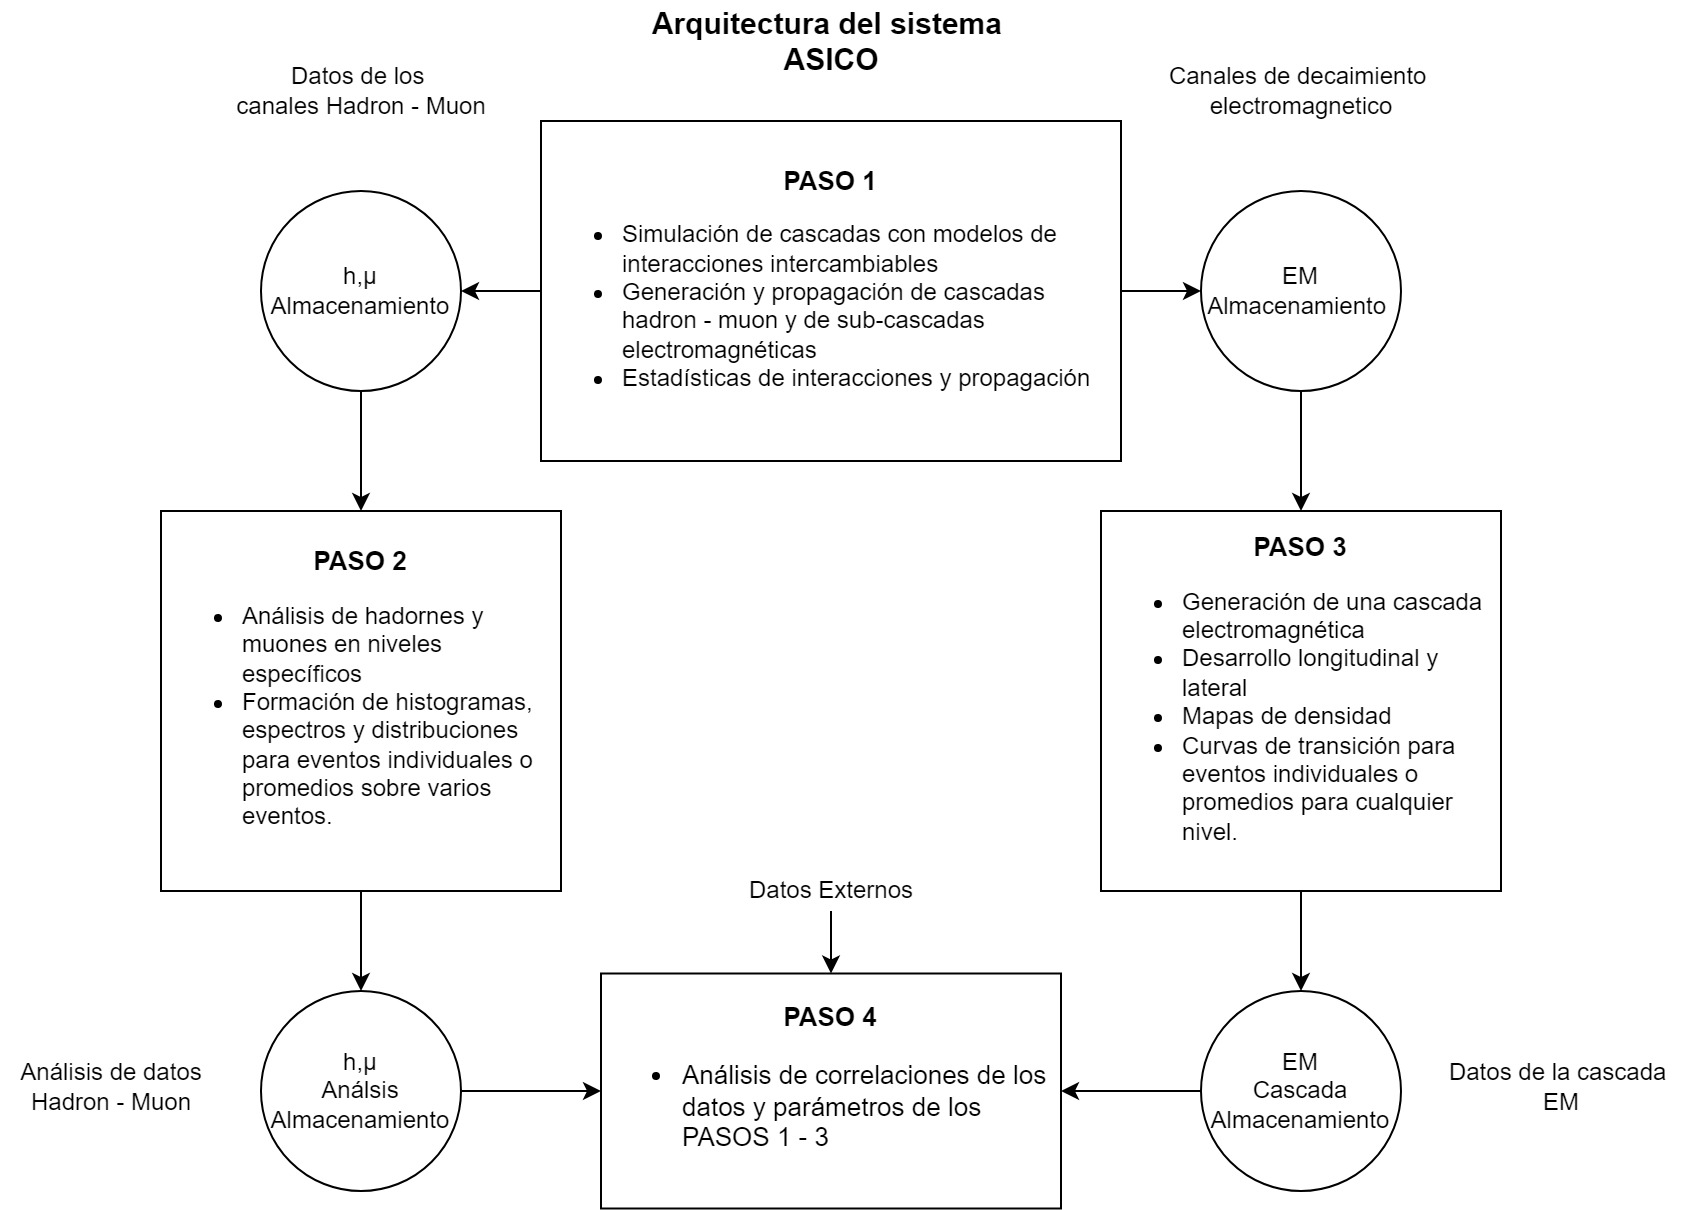 Arquitectura del sistema
ASICO
Datos de los
canales Hadron - Muon
Canales de decaimiento
electromagnetico
PASO 1
• Simulación de cascadas con modelos de
interacciones intercambiables
• Generación y propagación de cascadas
hadron - muon y de sub-cascadas
electromagnéticas
• Estadísticas de interacciones y propagación
h,µ
Almacenamiento
EM
Almacenamiento
PASO 2
• Análisis de hadornes y
muones en niveles
específicos
• Formación de histogramas,
espectros y distribuciones
para eventos individuales o
promedios sobre varios
eventos.
PASO 3
• Generación de una cascada
electromagnética
• Desarrollo longitudinal y
lateral
• Mapas de densidad
• Curvas de transición para
eventos individuales o
promedios para cualquier
nivel.
Datos Externos
Análisis de datos
Hadron - Muon
h,µ
Análsis
Almacenamiento
PASO 4
• Análisis de correlaciones de los
datos y parámetros de los
PASOS 1 - 3
EM
Cascada
Almacenamiento
Datos de la cascada
EM